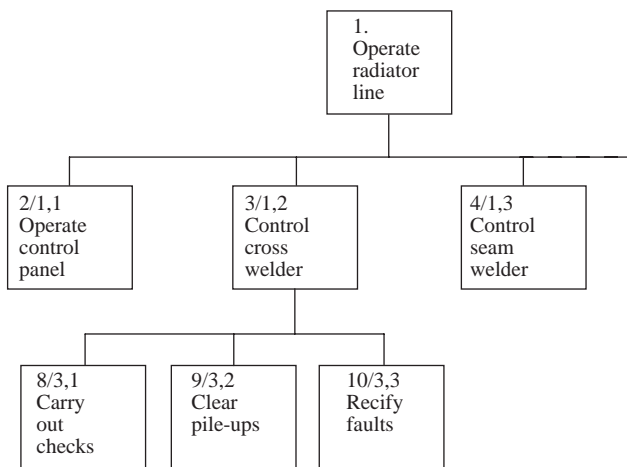 1.
Operate
radiator
line
2/1,1
Operate
control
panel
3/1,2
Control
cross
welder
4/1,3
Control
seam
welder
8/3,1
Carry
out
checks
9/3,2
Clear
pile-ups
10/3,3
Recify
faults